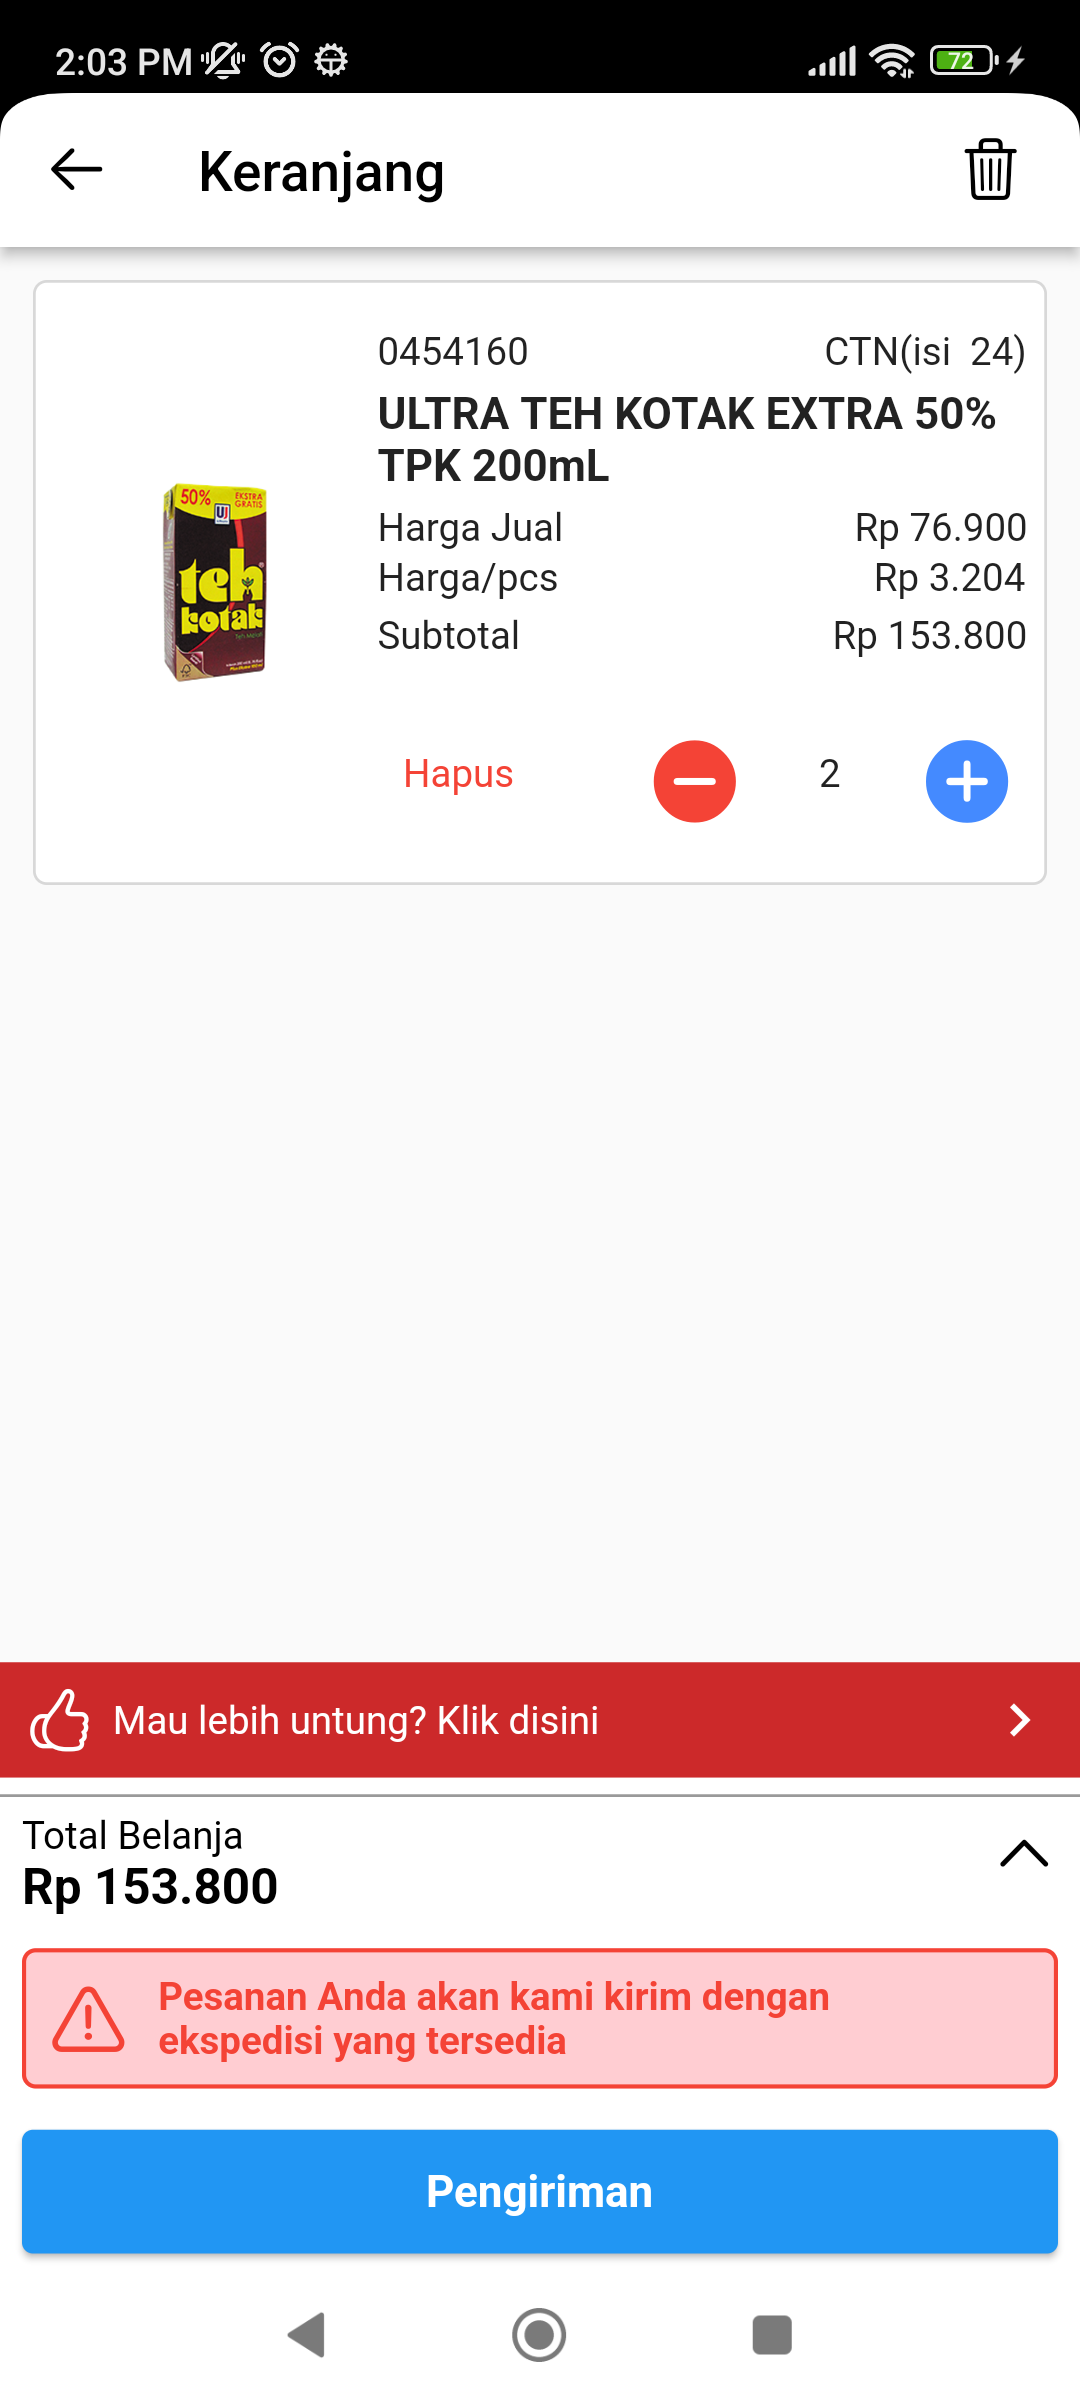 2:03 PM
72
Keranjang
0454160 CTN(isi 24)
ULTRA TEH KOTAK EXTRA 50%
TPK 200mL
Harga Jual Rp 76.900
Harga/pcs Rp 3.204
Subtotal Rp 153.800
50% EKSTRA
GRATIS
UJ
teh
kotak
Hapus 2
Mau lebih untung? Klik disini
Total Belanja
Rp 153.800
Pesanan Anda akan kami kirim dengan
ekspedisi yang tersedia
Pengiriman